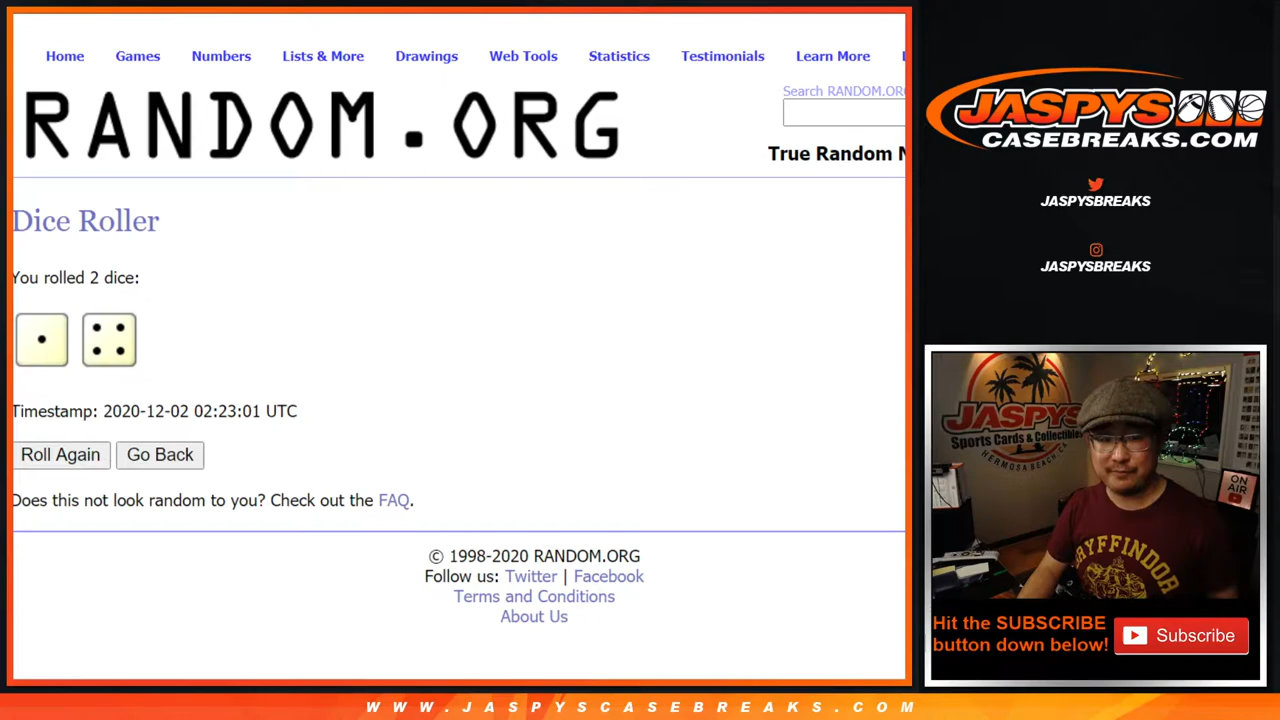 Home Games Numbers Lists & More Drawings Web Tools Statistics Testimonials Learn More
Search RANDOM.ORG
RANDOM.ORG
True Random N
Dice Roller
You rolled 2 dice:
Timestamp: 2020-12-02 02:23:01 UTC
Roll Again Go Back
Does this not look random to you? Check out the FAQ.
© 1998-2020 RANDOM.ORG
Follow us: Twitter | Facebook
Terms and Conditions
About Us
JASPYS
CASEBREAKS.COM
JASPYSBREAKS
JASPYSBREAKS
JASPYS
Sports Cards & Collectibles
HERMOSA BEACH, CA
ON
AIR
GRYFFINDOR
Hit the SUBSCRIBE
button down below!
Subscribe
WWW.JASPYSCASEBREAKS.COM